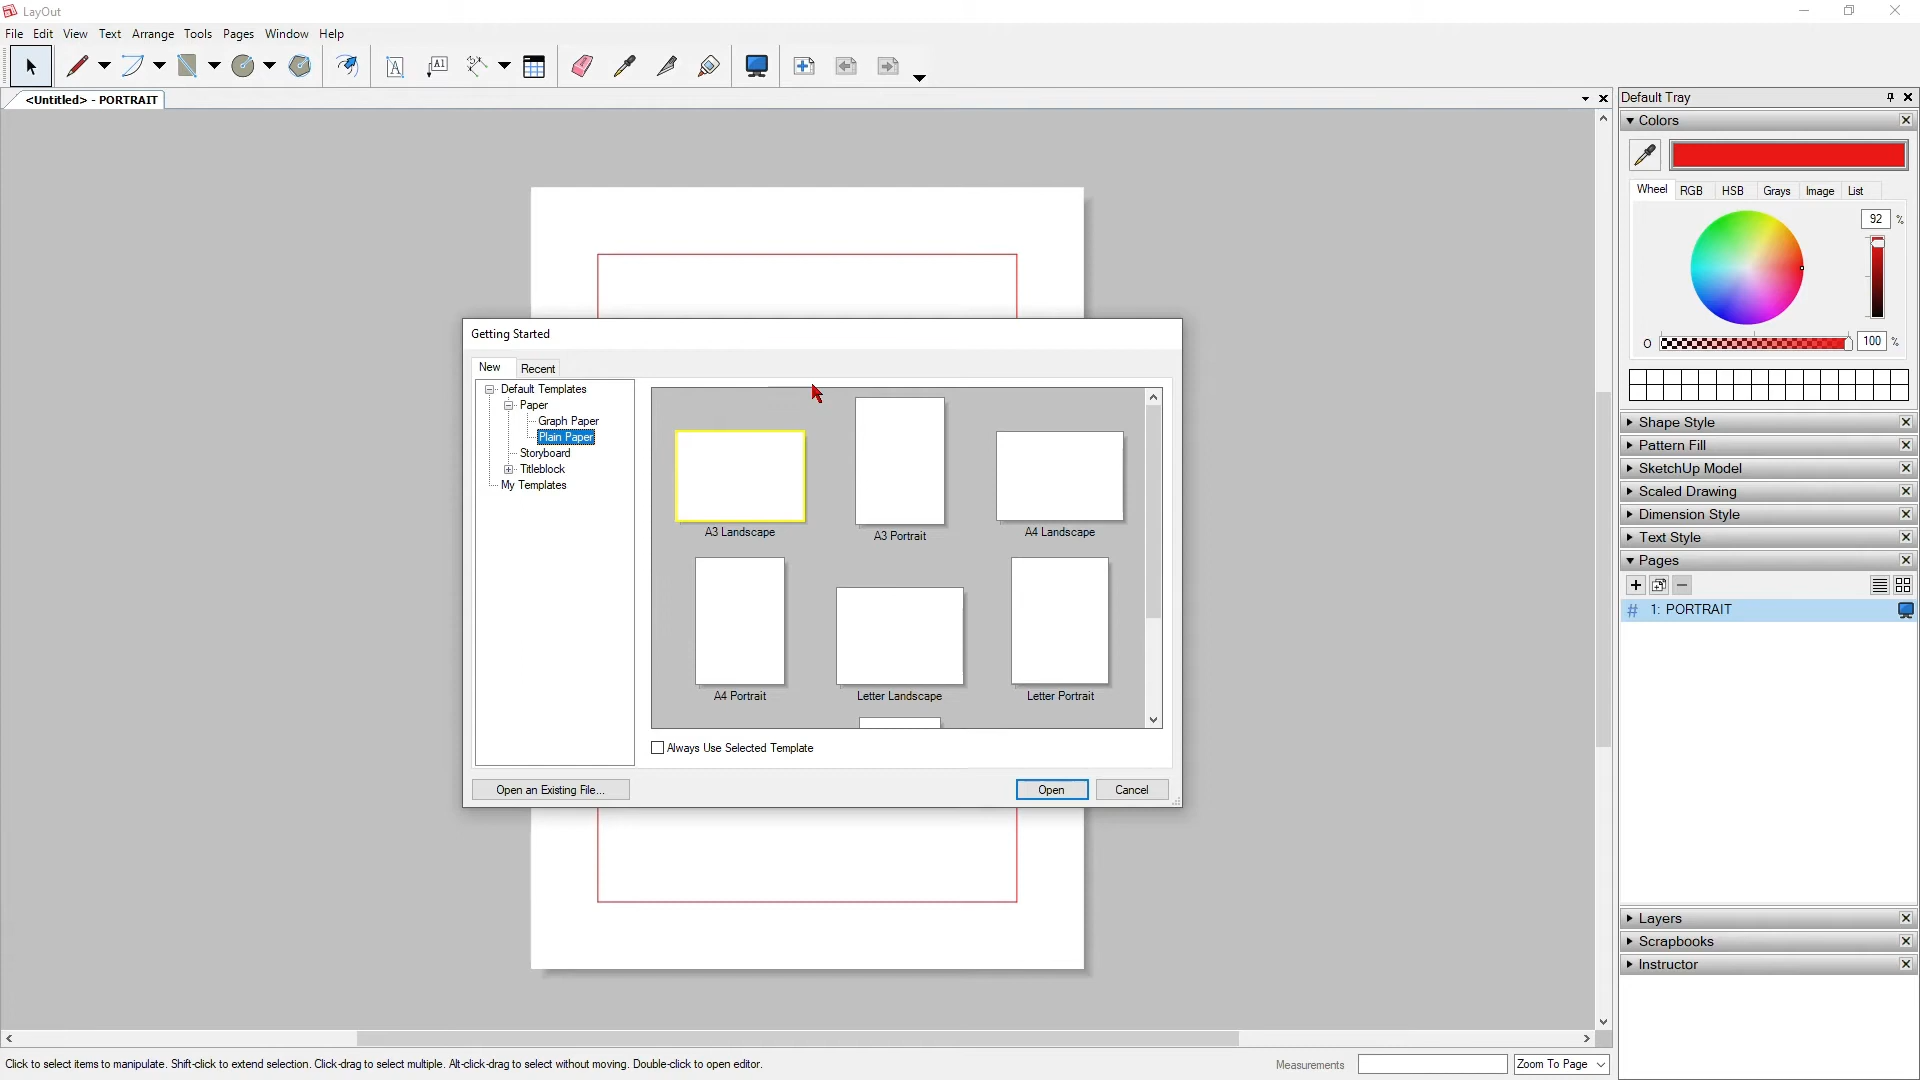 LayOut
File Edit View Text Arrange Tools Pages Window Help
A A1
<Untitled> - PORTRAIT
Default Tray
Colors
Wheel RGB HSB Grays Image List
92 %
O 100 %
Shape Style
Pattern Fill
SketchUp Model
Scaled Drawing
Dimension Style
Text Style
Pages
# 1: PORTRAIT
Layers
Scrapbooks
Instructor
Getting Started
New Recent
Default Templates
Paper
Graph Paper
Plain Paper
Storyboard
Titleblock
My Templates
A3 Landscape A3 Portrait A4 Landscape
A4 Portrait Letter Landscape Letter Portrait
Always Use Selected Template
Open an Existing File... Open Cancel
Click to select items to manipulate. Shift-click to extend selection. Click-drag to select multiple. Alt-click-drag to select without moving. Double-click to open editor.
Measurements Zoom To Page